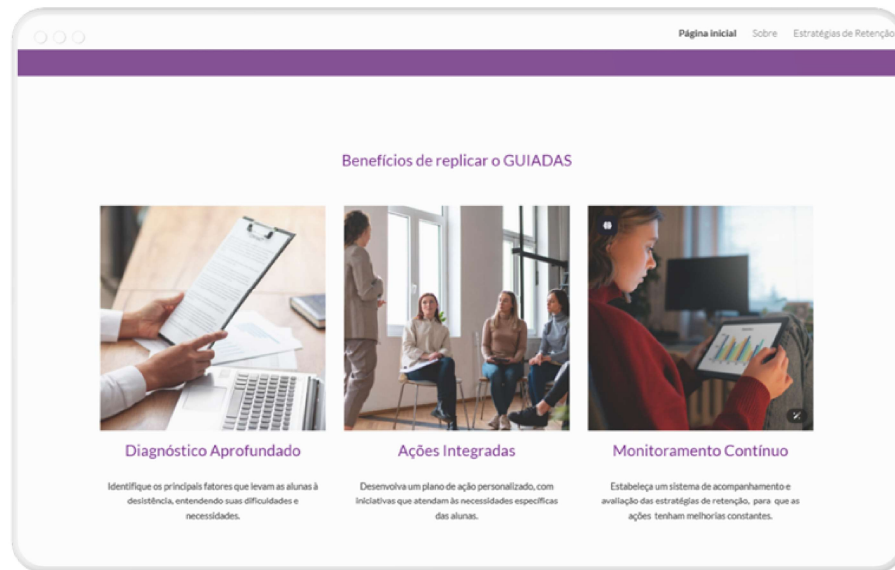 Página inicial Sobre Estratégias de Retenção
Benefícios de replicar o GUIADAS
Diagnóstico Aprofundado
Identifique os principais fatores que levam as alunas à
desistência, entendendo suas dificuldades e
necessidades.
Ações Integradas
Desenvolva um plano de ação personalizado, com
iniciativas que atendam às necessidades específicas
das alunas.
Monitoramento Contínuo
Estabeleça um sistema de acompanhamento e
avaliação das estratégias de retenção, para que as
ações tenham melhorias constantes.